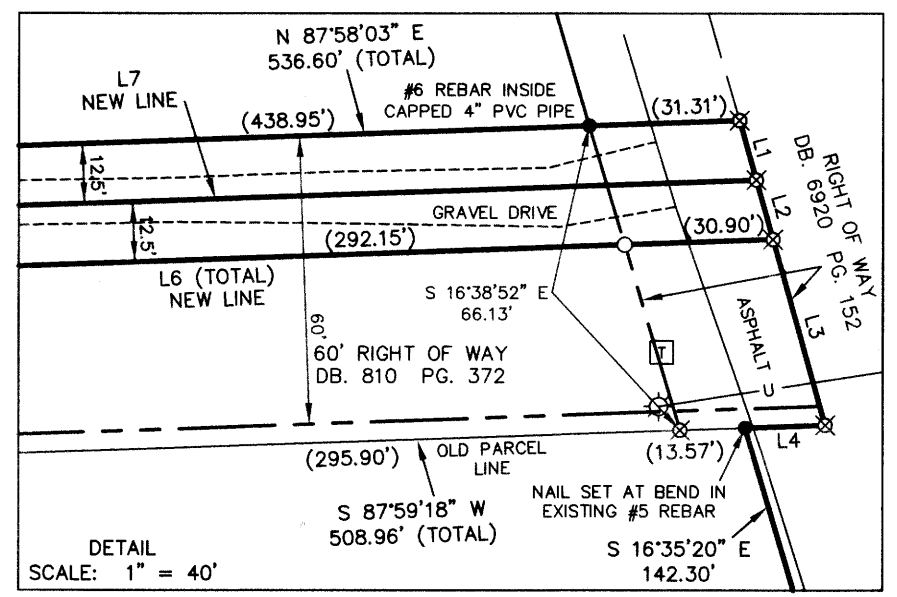 N 87°58'03" E
536.60' (TOTAL)
L7
NEW LINE
#6 REBAR INSIDE
CAPPED 4" PVC PIPE
(438.95')
(31.31')
L1
RIGHT OF WAY
DB. 6920 PG. 152
12.5'
L2
12.5'
GRAVEL DRIVE
(292.15')
(30.90')
L6 (TOTAL)
NEW LINE
S 16°38'52" E
66.13'
ASPHALT
L3
60'
60' RIGHT OF WAY
DB. 810 PG. 372
T
(295.90')
OLD PARCEL
LINE
(13.57')
L4
NAIL SET AT BEND IN
EXISTING #5 REBAR
S 87°59'18" W
508.96' (TOTAL)
S 16°35'20" E
142.30'
DETAIL
SCALE: 1" = 40'